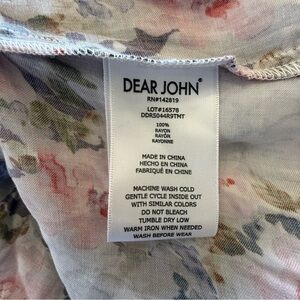 DEAR JOHN®
RN#142819
LOT#16578
DDR5044R9TMT
100%
RAYON
RAYÓN
RAYONNE
MADE IN CHINA
HECHO EN CHINA
FABRIQUÉ EN CHINE
MACHINE WASH COLD
GENTLE CYCLE INSIDE OUT
WITH SIMILAR COLORS
DO NOT BLEACH
TUMBLE DRY LOW
WARM IRON WHEN NEEDED
WASH BEFORE WEAR